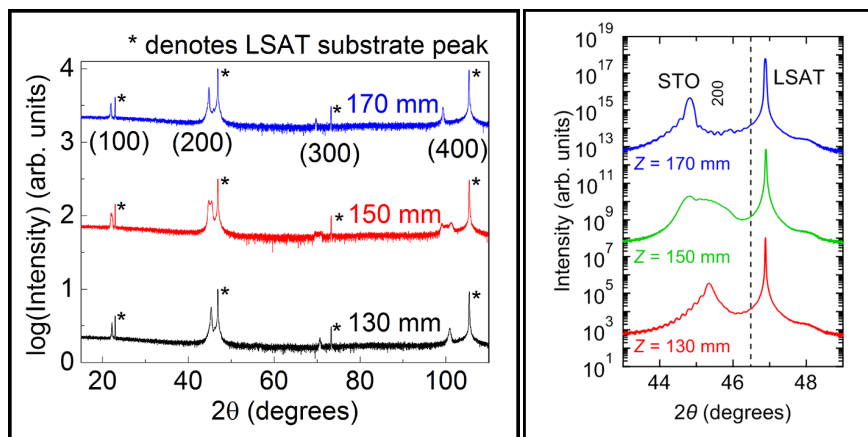 * denotes LSAT substrate peak
log(Intensity) (arb. units)
4
3
2
1
0
* * * *
170 mm
(100) (200) (300) (400)
* * * *
150 mm
* * * *
130 mm
20 40 60 80 100
2θ (degrees)
Intensity (arb. units)
10^19
10^17
10^15
10^13
10^11
10^9
10^7
10^5
10^3
10^1
STO 200 LSAT
Z = 170 mm
Z = 150 mm
Z = 130 mm
44 46 48
2θ (degrees)